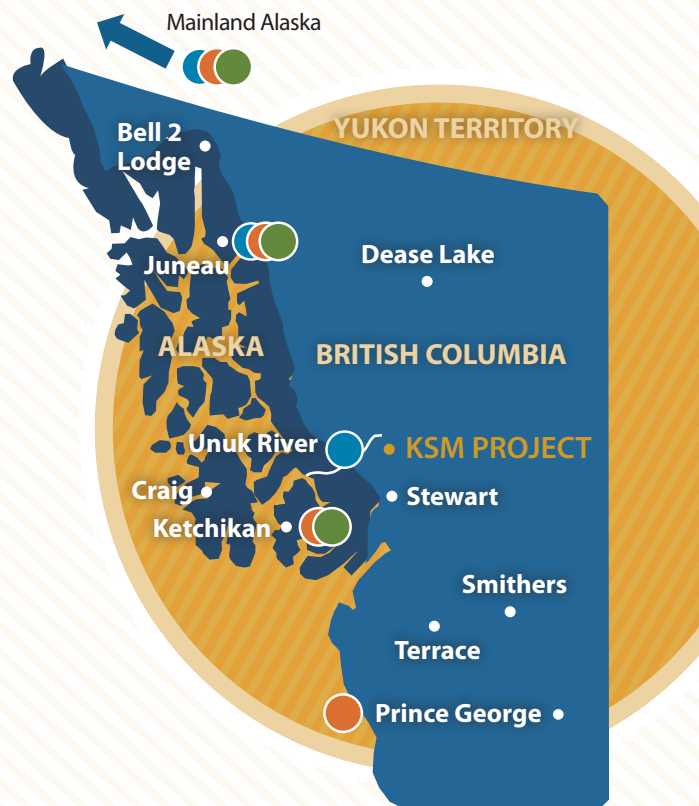 Mainland Alaska
YUKON TERRITORY
Bell 2
Lodge
Juneau
Dease Lake
ALASKA
BRITISH COLUMBIA
Unuk River
KSM PROJECT
Craig
Stewart
Ketchikan
Smithers
Terrace
Prince George